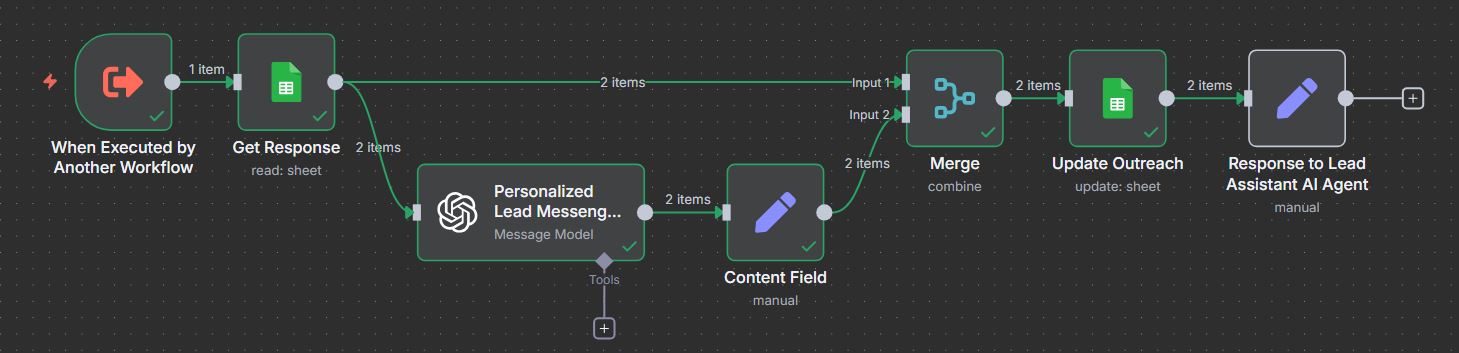 1 item
2 items
Input 1
Input 2
2 items
2 items
When Executed by
Another Workflow
Get Response
read: sheet
2 items
Merge
combine
Update Outreach
update: sheet
Response to Lead
Assistant AI Agent
manual
2 items
Personalized
Lead Messeng...
Message Model
2 items
Tools
Content Field
manual